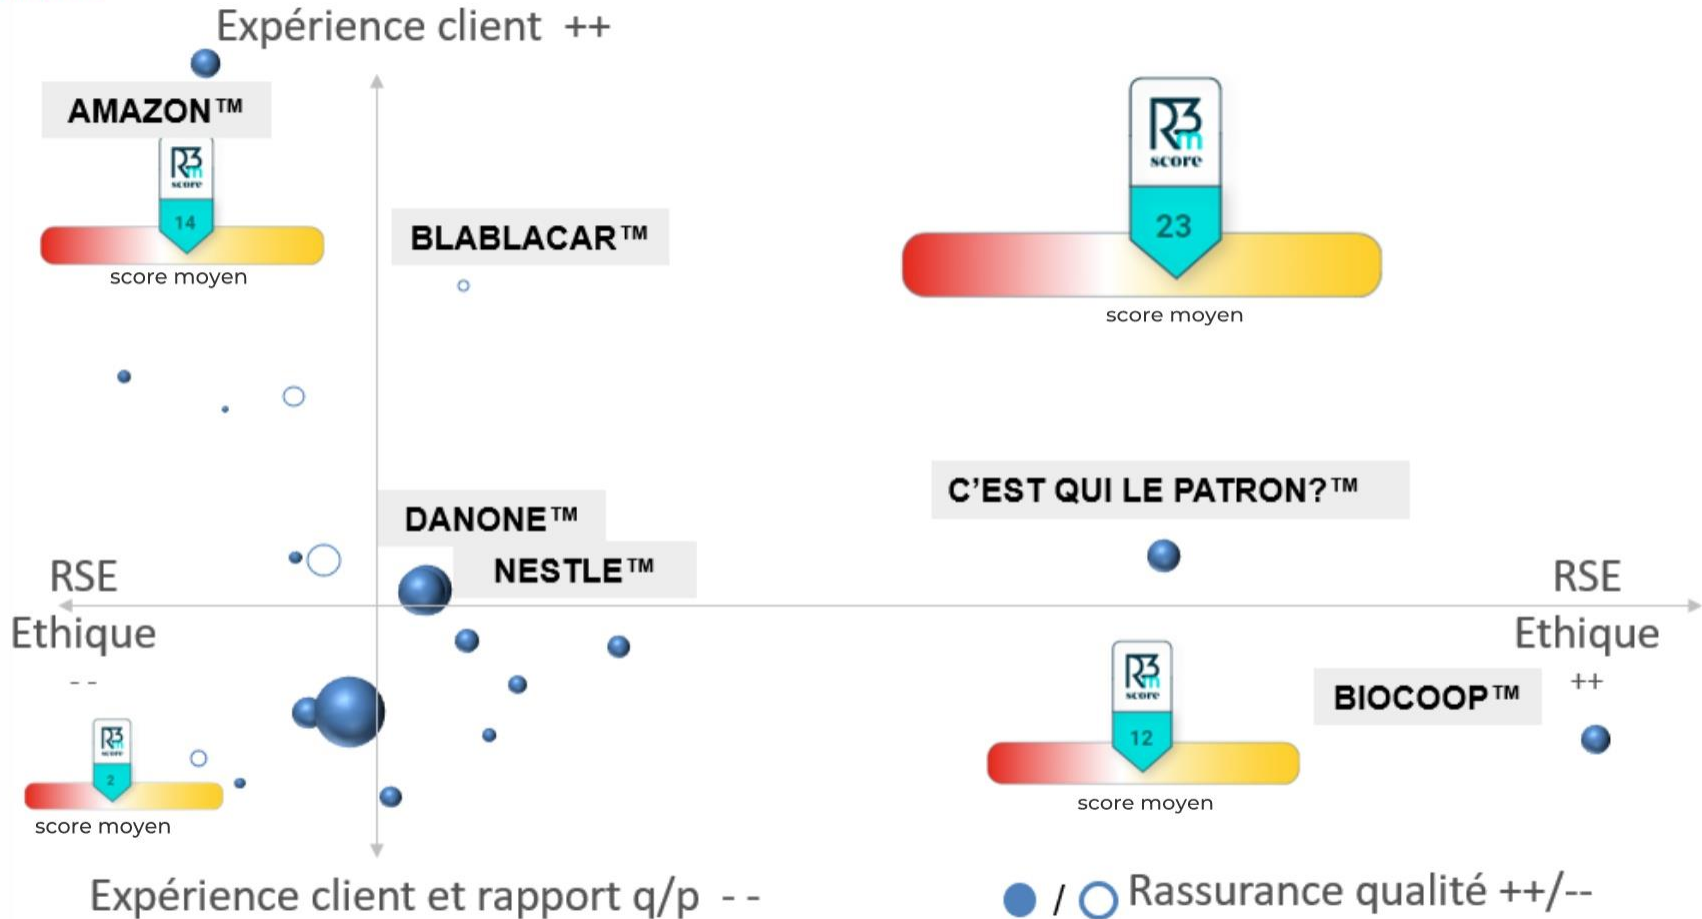 Expérience client ++
AMAZON™
R3m
score
14
score moyen
BLABLACAR™
R3m
score
23
score moyen
C’EST QUI LE PATRON?™
DANONE™
NESTLE™
RSE
Ethique
- -
RSE
Ethique
++
R3m
score
2
score moyen
R3m
score
12
score moyen
BIOCOOP™
Expérience client et rapport q/p - -
/ Rassurance qualité ++/--